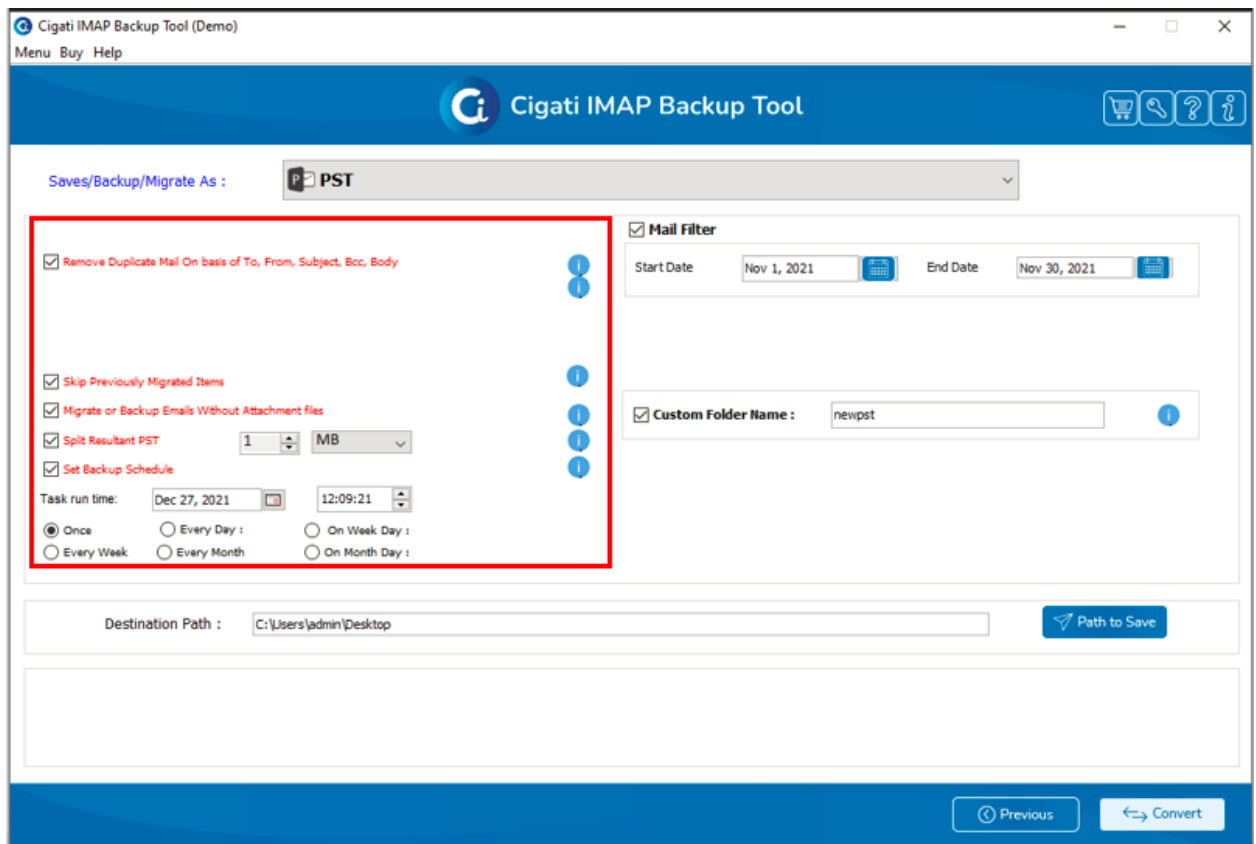 Cigati IMAP Backup Tool (Demo)
Menu Buy Help
Cigati IMAP Backup Tool
Saves/Backup/Migrate As : PST
Mail Filter
Remove Duplicate Mail On basis of To, From, Subject, Bcc, Body
Start Date Nov 1, 2021 End Date Nov 30, 2021
Skip Previously Migrated Items
Migrate or Backup Emails Without Attachment files
Custom Folder Name : newpst
Split Resultant PST 1 MB
Set Backup Schedule
Task run time: Dec 27, 2021 12:09:21
Once Every Day : On Week Day :
Every Week Every Month On Month Day :
Destination Path : C:\Users\admin\Desktop Path to Save
Previous Convert